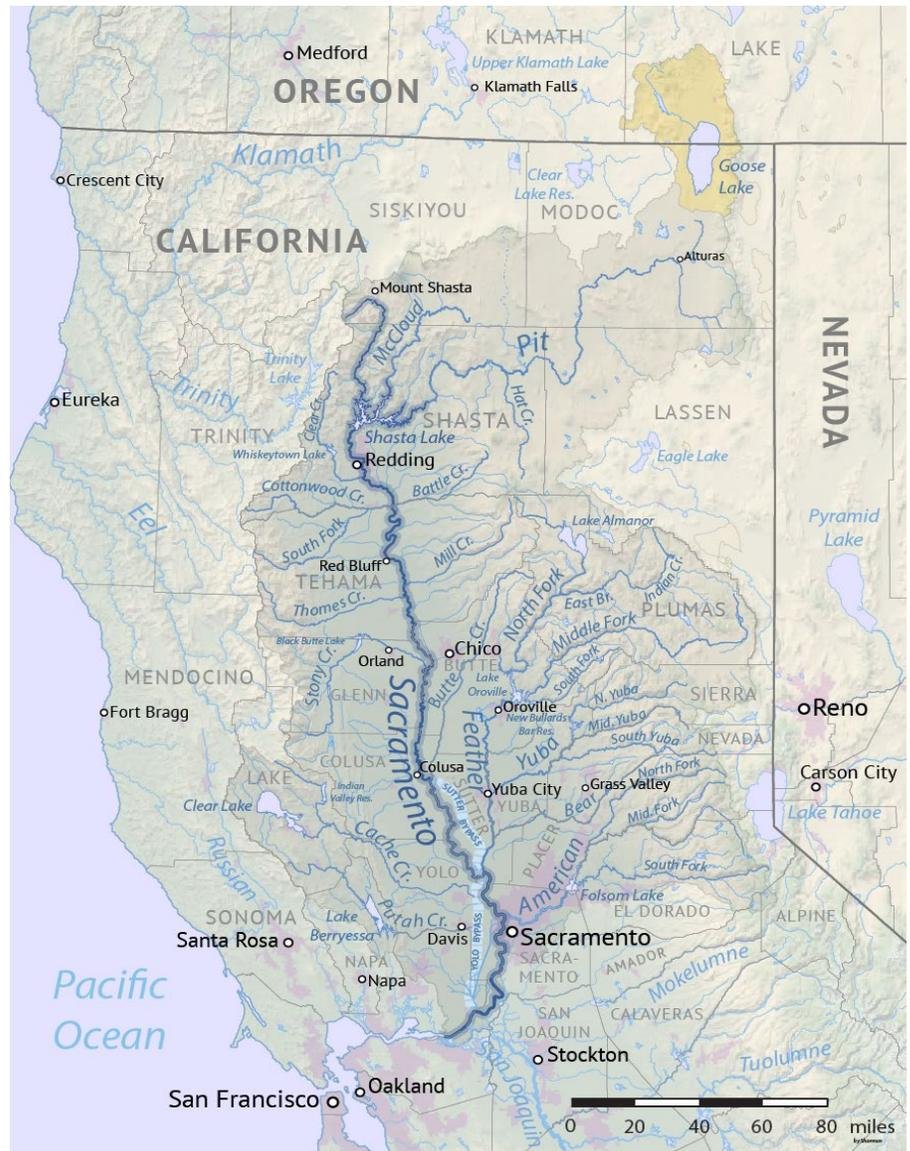 KLAMATH
LAKE
Medford
Upper Klamath Lake
OREGON
Klamath Falls
Klamath
Goose
Lake
Crescent City
Clear
Lake Res.
SISKIYOU
MODOC
CALIFORNIA
Alturas
Mount Shasta
McCloud
NEVADA
Pit
Trinity
Lake
Trinity
Eureka
Hat Cr.
LASSEN
Clear Cr.
SHASTA
TRINITY
Shasta Lake
Whiskeytown Lake
Eagle Lake
Redding
Battle Cr.
Cottonwood Cr.
Eel
Lake Almanor
Pyramid
Lake
South Fork
Mill Cr.
Red Bluff
TEHAMA
North Fork
Indian Cr.
East Br.
Thomes Cr.
PLUMAS
Middle Fork
Black Butte Lake
Chico
Orland
BUTTE
Butte Cr.
South Fork
MENDOCINO
Stony Cr.
Lake
Oroville
GLENN
Sacramento
N. Yuba
SIERRA
Fort Bragg
Oroville
Reno
Feather
New Bullards
Bar Res.
Mid. Yuba
South Yuba
NEVADA
Yuba
COLUSA
Colusa
North Fork
LAKE
Carson City
Indian
Valley Res.
SUTTER
Yuba City
Grass Valley
Clear Lake
SUTTER BYPASS
YUBA
Bear
Mid. Fork
Lake Tahoe
Cache Cr.
PLACER
Russian
YOLO
American
South Fork
Folsom Lake
SONOMA
Putah Cr.
EL DORADO
ALPINE
Lake
Berryessa
Santa Rosa
Davis
YOLO BYPASS
Sacramento
NAPA
SACRA-
MENTO
AMADOR
Napa
Mokelumne
Pacific
Ocean
SAN
JOAQUIN
CALAVERAS
San Joaquin
Stockton
Tuolumne
Oakland
San Francisco
0 20 40 60 80 miles
by Shannon